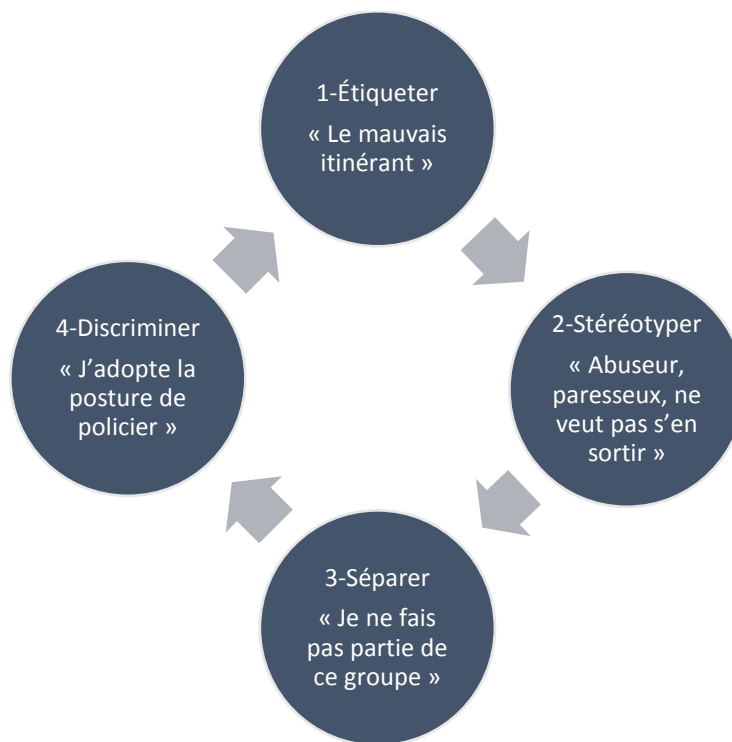 1-Étiqueter
« Le mauvais
itinérant »
2-Stéréotyper
« Abuseur,
paresseux, ne
veut pas s’en
sortir »
3-Séparer
« Je ne fais
pas partie de
ce groupe »
4-Discriminer
« J’adopte la
posture de
policier »